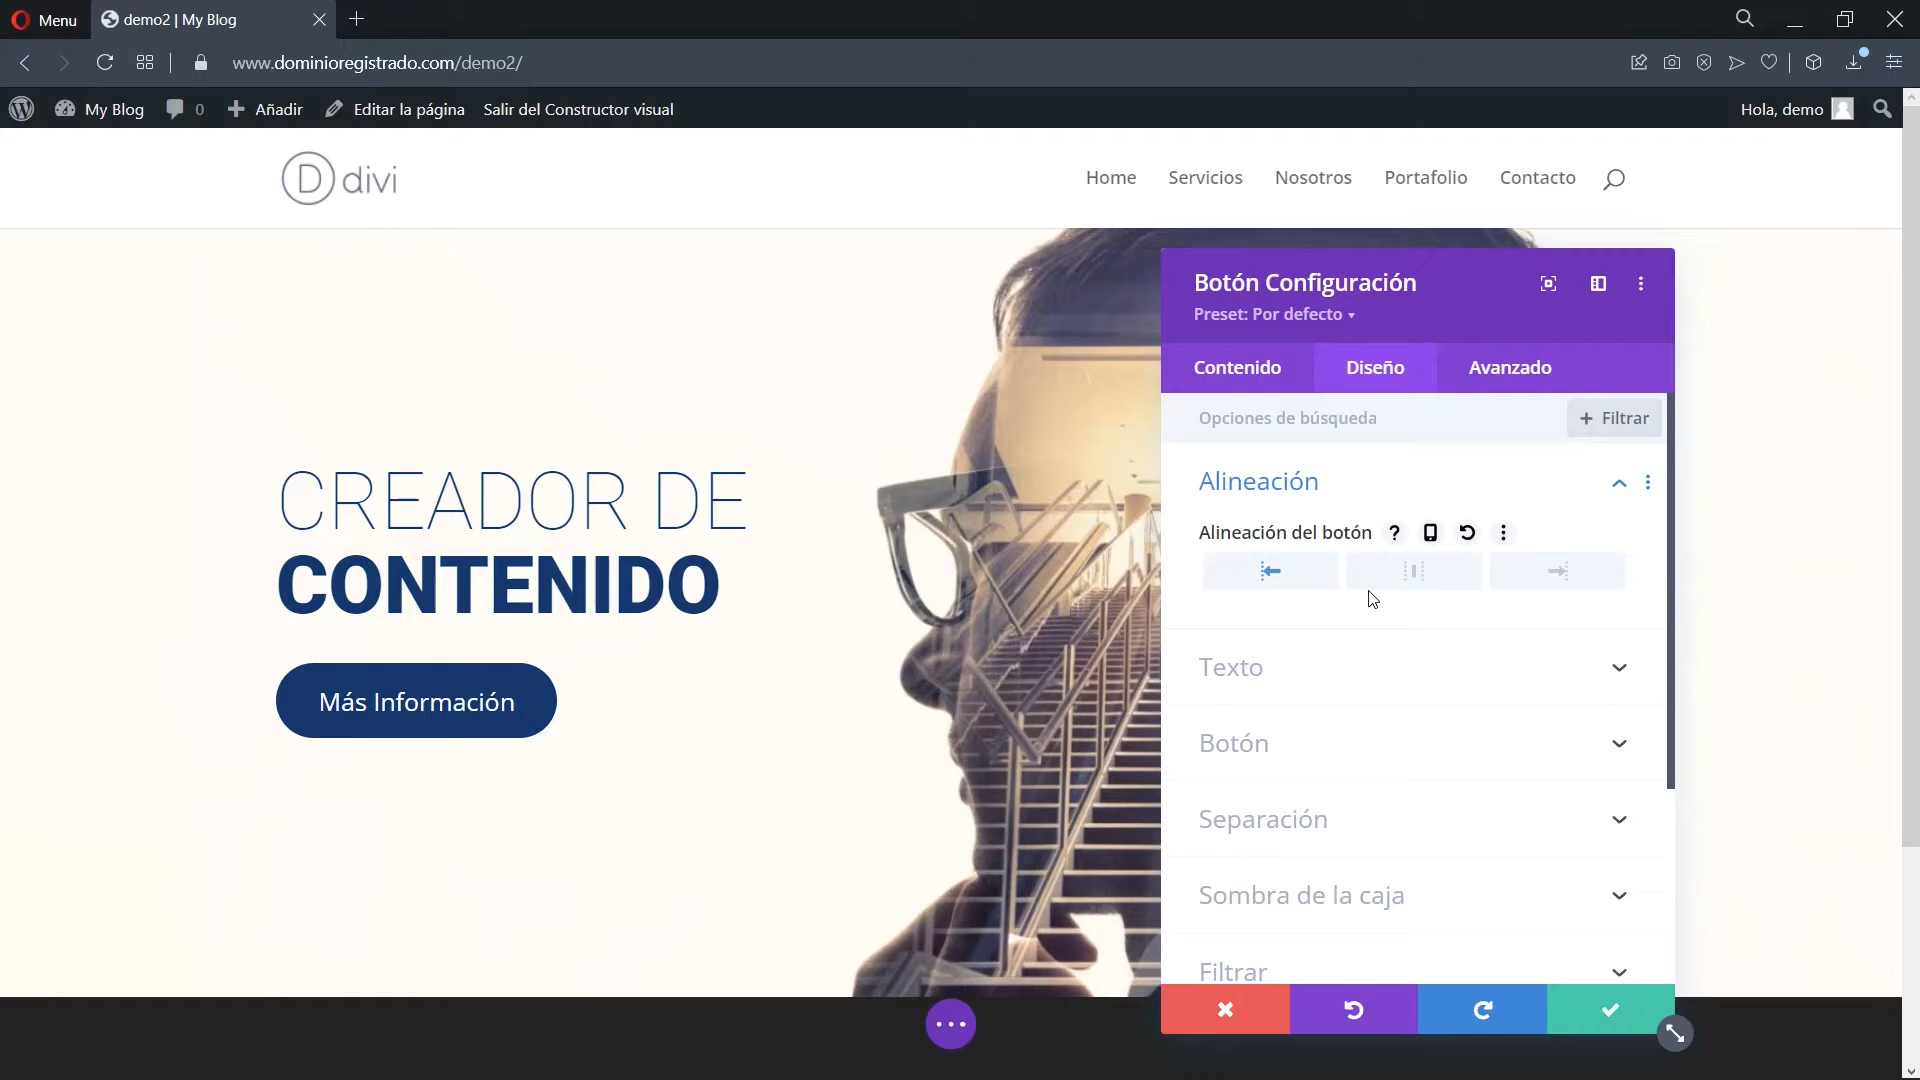 Menu
demo2 | My Blog
www.dominioregistrado.com/demo2/
My Blog
0
Añadir
Editar la página
Salir del Constructor visual
Hola, demo
D divi
Home
Servicios
Nosotros
Portafolio
Contacto
CREADOR DE
CONTENIDO
Más Información
Botón Configuración
Preset: Por defecto
Contenido
Diseño
Avanzado
Opciones de búsqueda
+ Filtrar
Alineación
Alineación del botón ?
Texto
Botón
Separación
Sombra de la caja
Filtrar